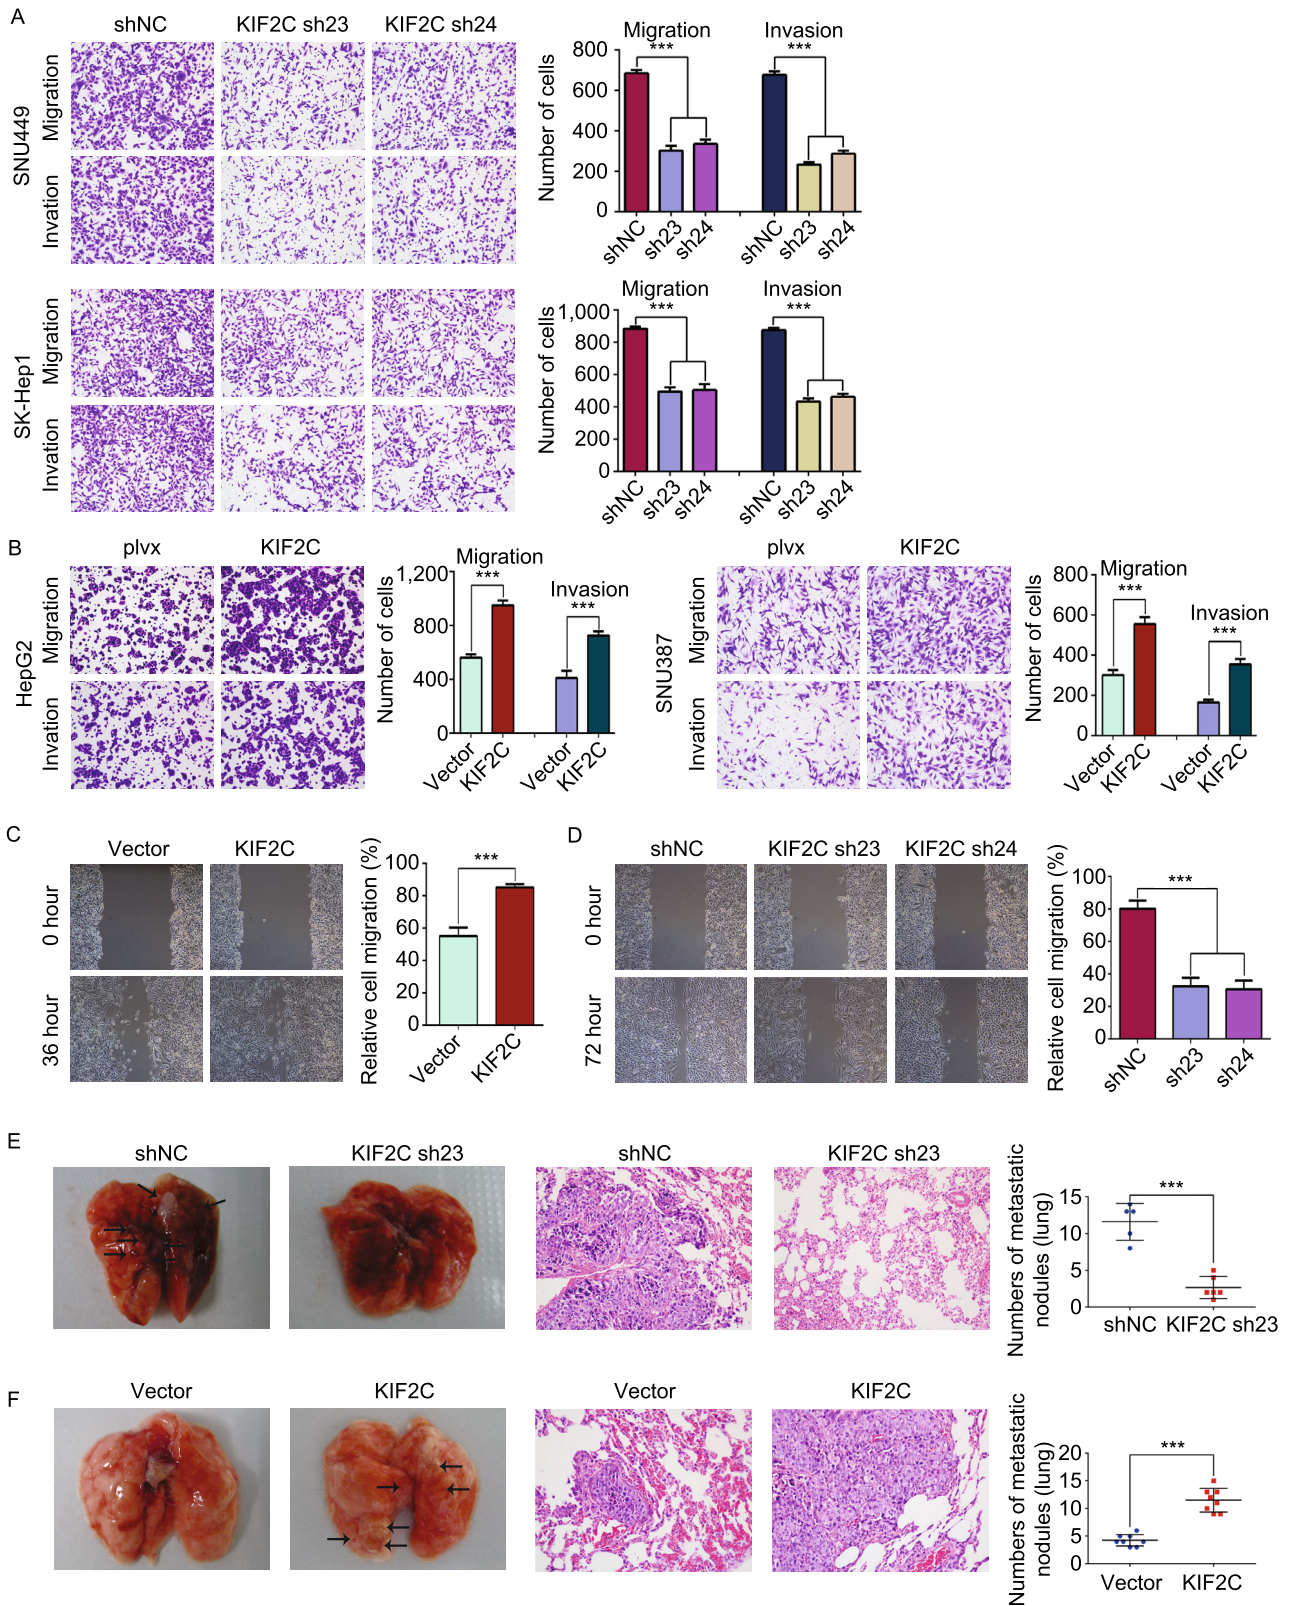 A
shNC KIF2C sh23 KIF2C sh24
SNU449
Migration
Invation
Number of cells
800
600
400
200
0
Migration Invasion
*** ***
shNC sh23 sh24 shNC sh23 sh24
SK-Hep1
Migration
Invation
Number of cells
1,000
800
600
400
200
0
Migration Invasion
*** ***
shNC sh23 sh24 shNC sh23 sh24
B
plvx KIF2C
HepG2
Migration
Invation
Number of cells
1,200
800
400
0
Migration
***
Invasion
***
Vector KIF2C Vector KIF2C
plvx KIF2C
SNU387
Migration
Invation
Number of cells
800
600
400
200
0
Migration
***
Invasion
***
Vector KIF2C Vector KIF2C
C
Vector KIF2C
0 hour
36 hour
Relative cell migration (%)
100
80
60
40
20
0
***
Vector KIF2C
D
shNC KIF2C sh23 KIF2C sh24
0 hour
72 hour
Relative cell migration (%)
100
80
60
40
20
0
***
shNC sh23 sh24
E
shNC KIF2C sh23 shNC KIF2C sh23
Numbers of metastatic
nodules (lung)
15
10
5
0
***
shNC KIF2C sh23
F
Vector KIF2C Vector KIF2C
Numbers of metastatic
nodules (lung)
20
15
10
5
0
***
Vector KIF2C